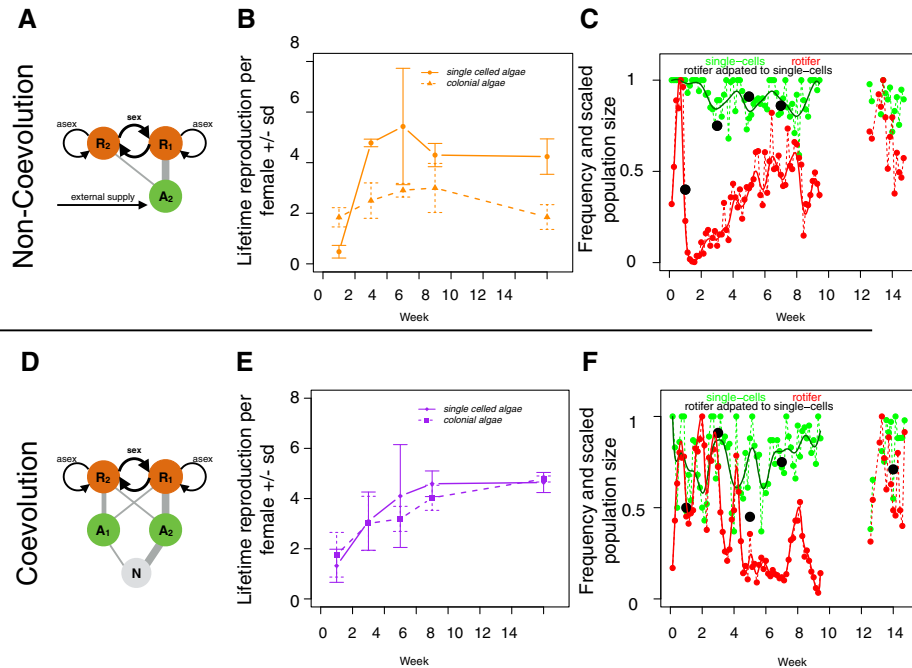 A
B
C
Non-Coevolution
asex
sex
asex
R2
R1
A2
external supply
Lifetime reproduction per
female +/- sd
8
6
4
2
0
single celled algae
colonial algae
0 2 4 6 8 10 12 14
Week
Frequency and scaled
population size
1
0.5
0
single-cells
rotifer
rotifer adpated to single-cells
0 2 4 6 8 10 12 14
Week
D
E
F
Coevolution
asex
sex
asex
R2
R1
A1
A2
N
Lifetime reproduction per
female +/- sd
8
6
4
2
0
single celled algae
colonial algae
0 2 4 6 8 10 12 14
Week
Frequency and scaled
population size
1
0.5
0
single-cells
rotifer
rotifer adpated to single-cells
0 2 4 6 8 10 12 14
Week